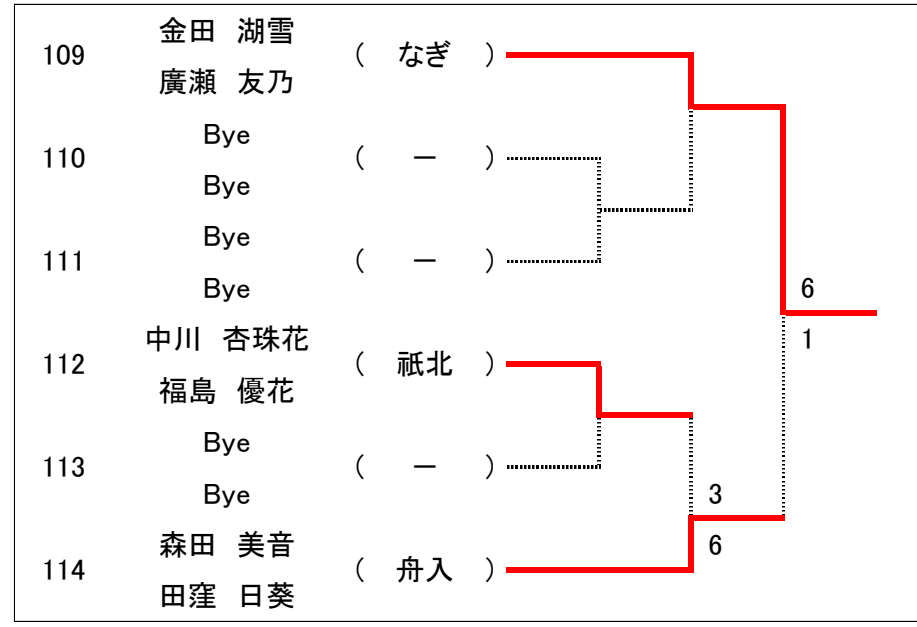 金田 湖雪
109 ( なぎ )
廣瀬 友乃
Bye
110 ( ー )
Bye
Bye
111 ( ー )
Bye
6
中川 杏珠花
1
112 ( 祇北 )
福島 優花
Bye
113 ( ー )
Bye
3
森田 美音
6
114 ( 舟入 )
田窪 日葵